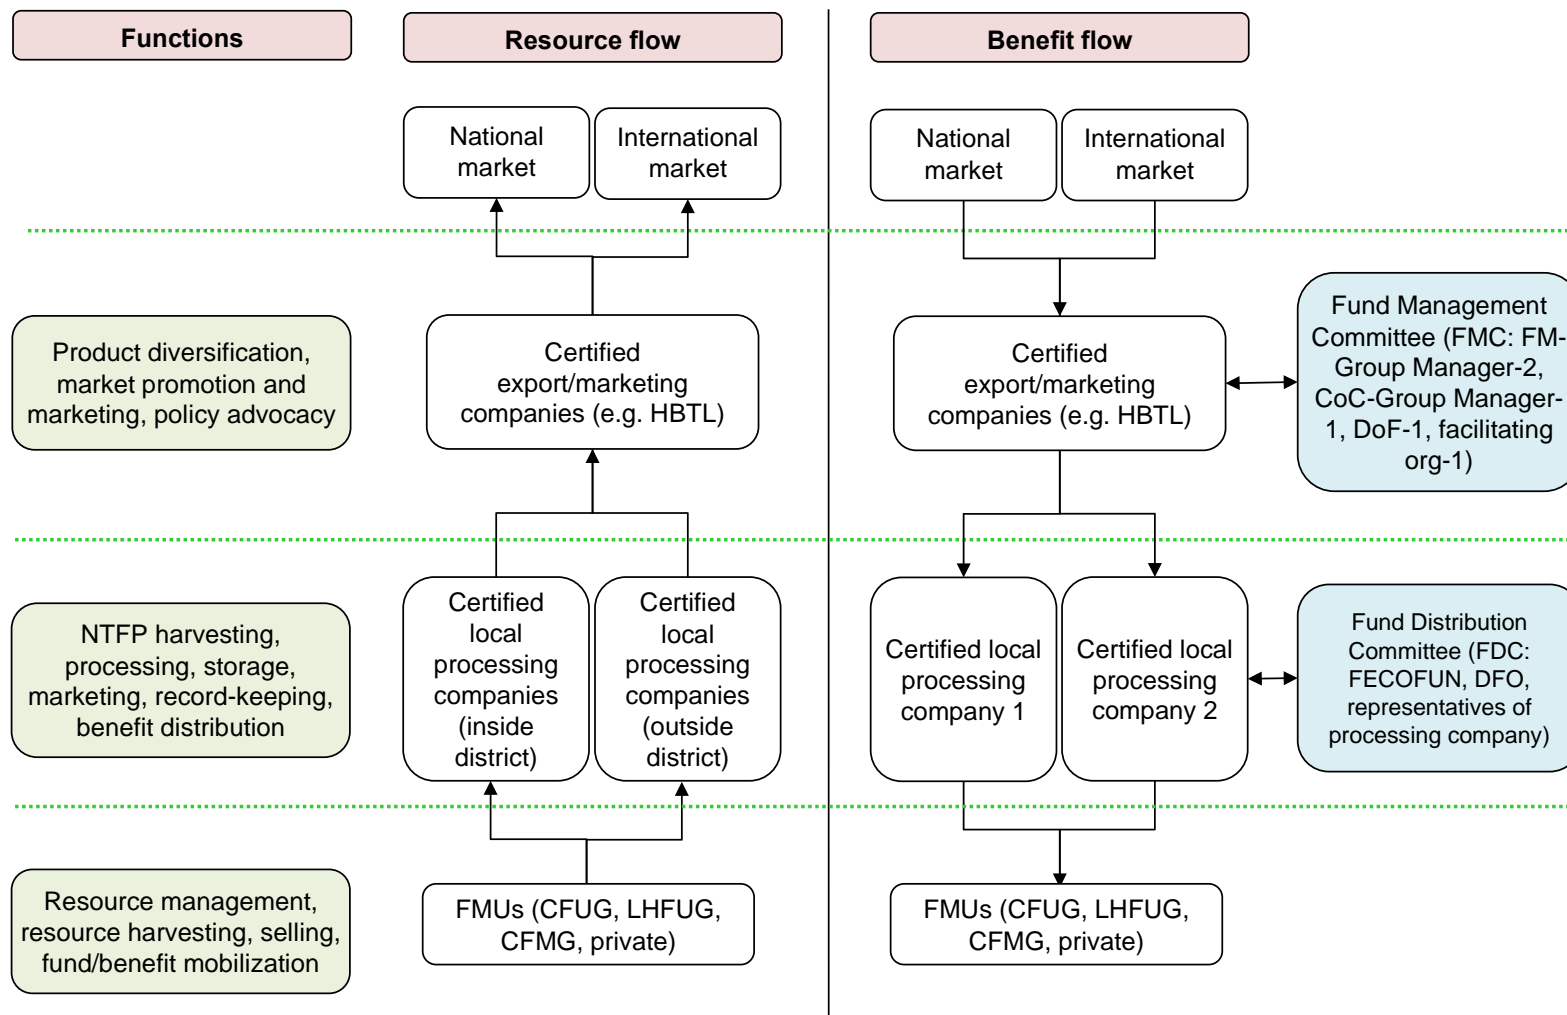 Functions
Resource flow
Benefit flow
National
market
International
market
National
market
International
market
Product diversification,
market promotion and
marketing, policy advocacy
Certified
export/marketing
companies (e.g. HBTL)
Certified
export/marketing
companies (e.g. HBTL)
Fund Management
Committee (FMC: FM-
Group Manager-2,
CoC-Group Manager-
1, DoF-1, facilitating
org-1)
NTFP harvesting,
processing, storage,
marketing, record-keeping,
benefit distribution
Certified
local
processing
companies
(inside
district)
Certified
local
processing
companies
(outside
district)
Certified local
processing
company 1
Certified local
processing
company 2
Fund Distribution
Committee (FDC:
FECOFUN, DFO,
representatives of
processing company)
Resource management,
resource harvesting, selling,
fund/benefit mobilization
FMUs (CFUG, LHFUG,
CFMG, private)
FMUs (CFUG, LHFUG,
CFMG, private)